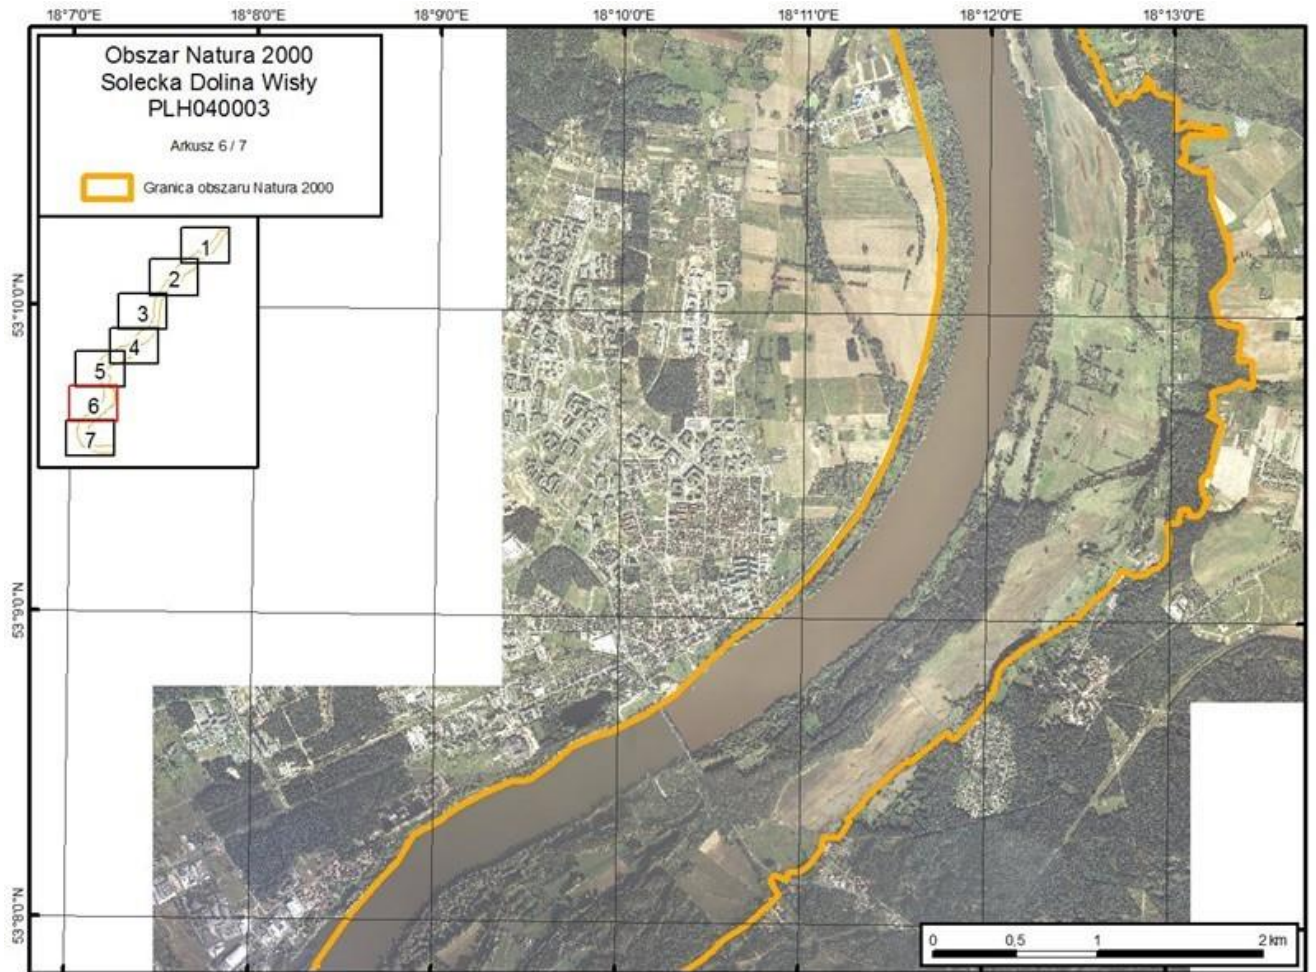 18°7'0"E 18°8'0"E 18°9'0"E 18°10'0"E 18°11'0"E 18°12'0"E 18°13'0"E
Obszar Natura 2000
Solecka Dolina Wisły
PLH040003
Arkusz 6 / 7
Granica obszaru Natura 2000
1
2
3
4
5
6
7
53°10'0"N
53°9'0"N
53°8'0"N
0 0,5 1 2 km